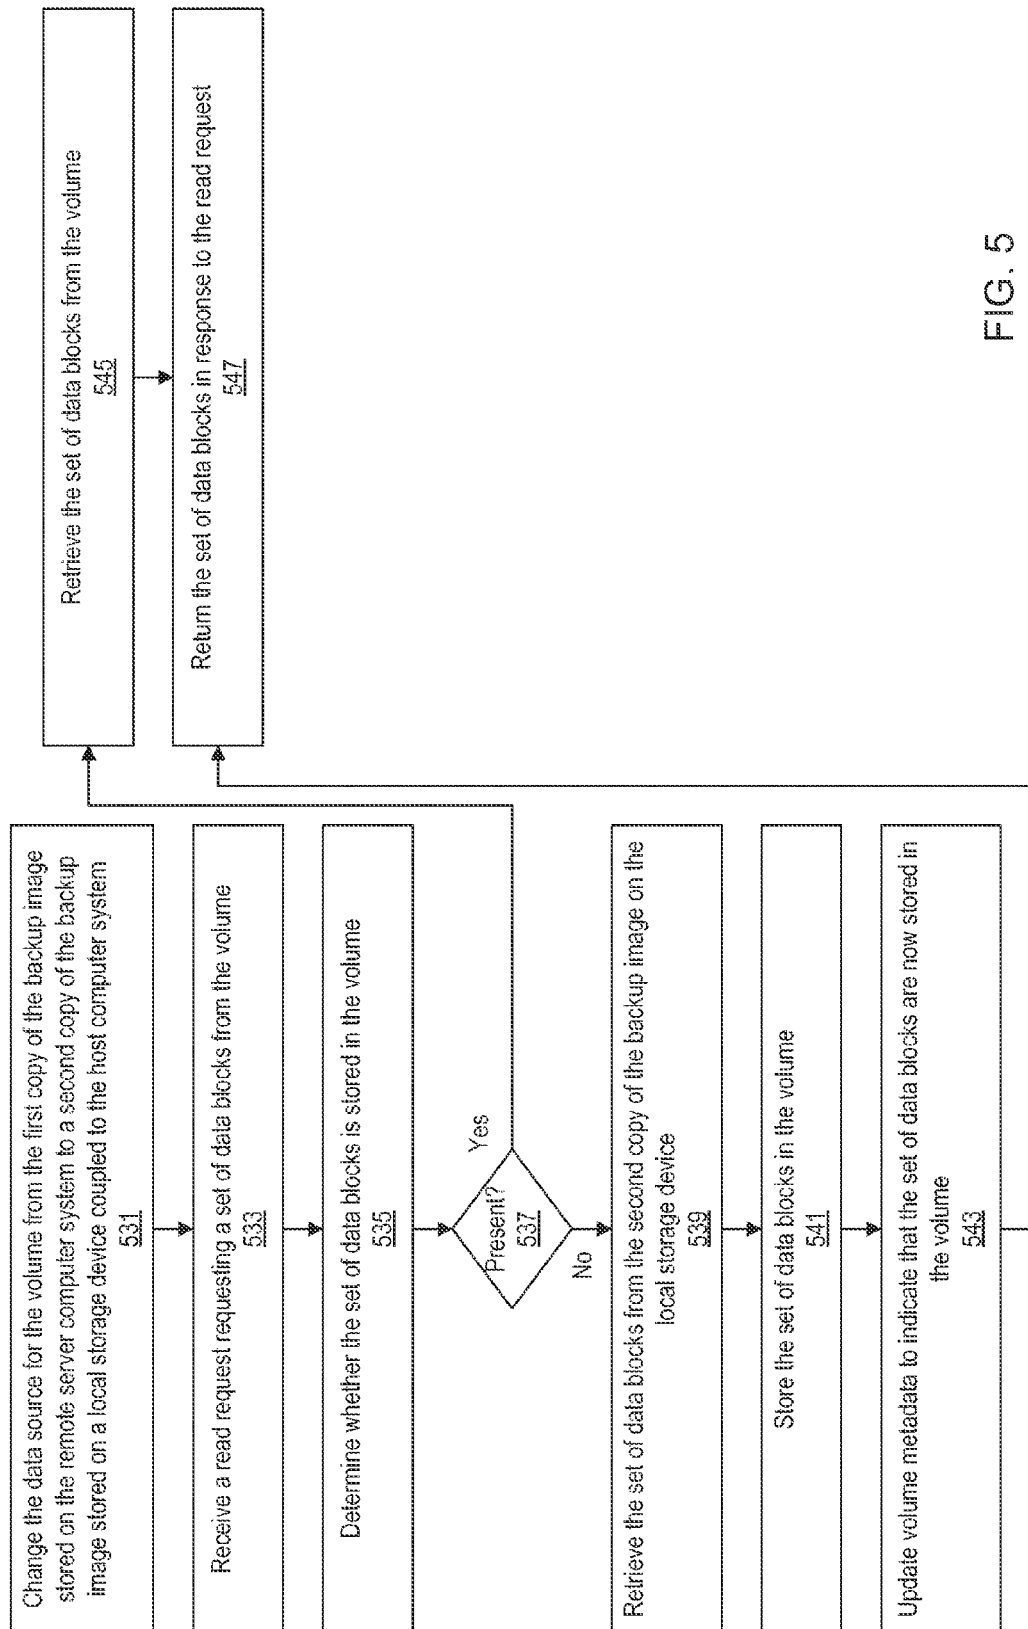 Change the data source for the volume from the first copy of the backup image
stored on the remote server computer system to a second copy of the backup
image stored on a local storage device coupled to the host computer system
531
Receive a read request requesting a set of data blocks from the volume
533
Determine whether the set of data blocks is stored in the volume
535
Present?
537
Yes
No
Retrieve the set of data blocks from the second copy of the backup image on the
local storage device
539
Store the set of data blocks in the volume
541
Update volume metadata to indicate that the set of data blocks are now stored in
the volume
543
Retrieve the set of data blocks from the volume
545
Return the set of data blocks in response to the read request
547
FIG. 5